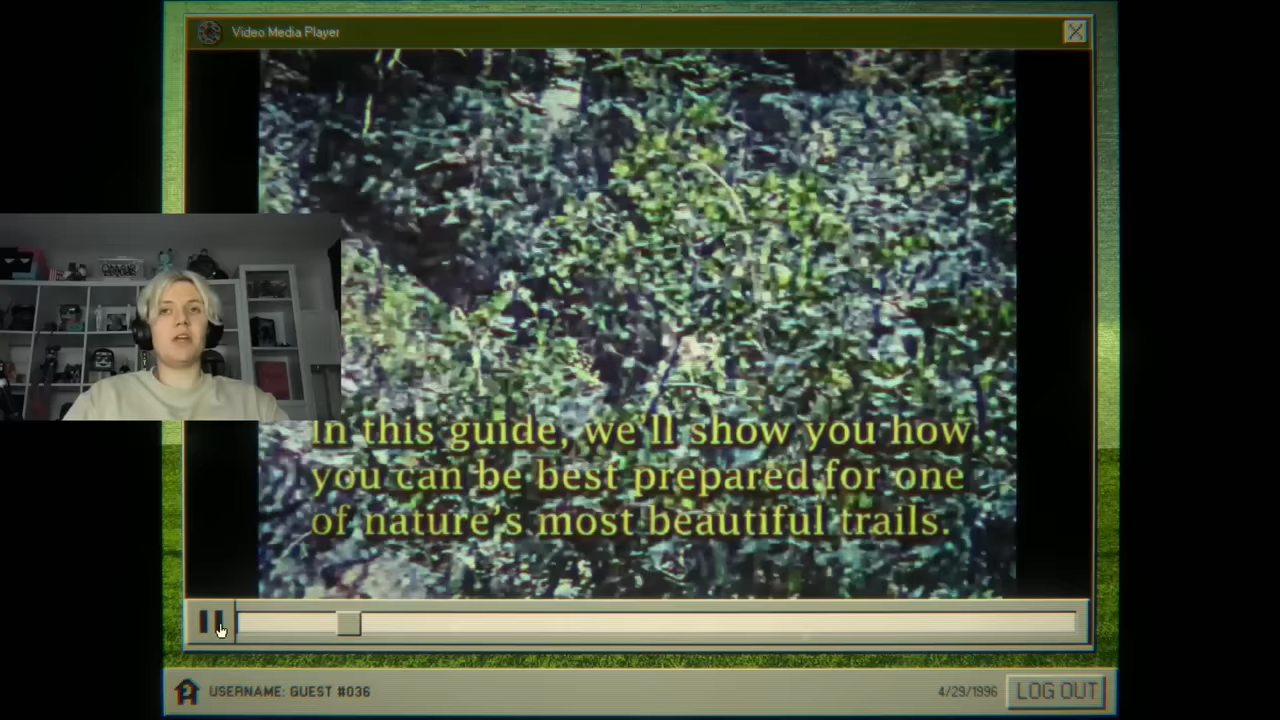 Video Media Player
In this guide, we'll show you how
you can be best prepared for one
of nature's most beautiful trails.
USERNAME: GUEST #036
4/29/1996
LOG OUT